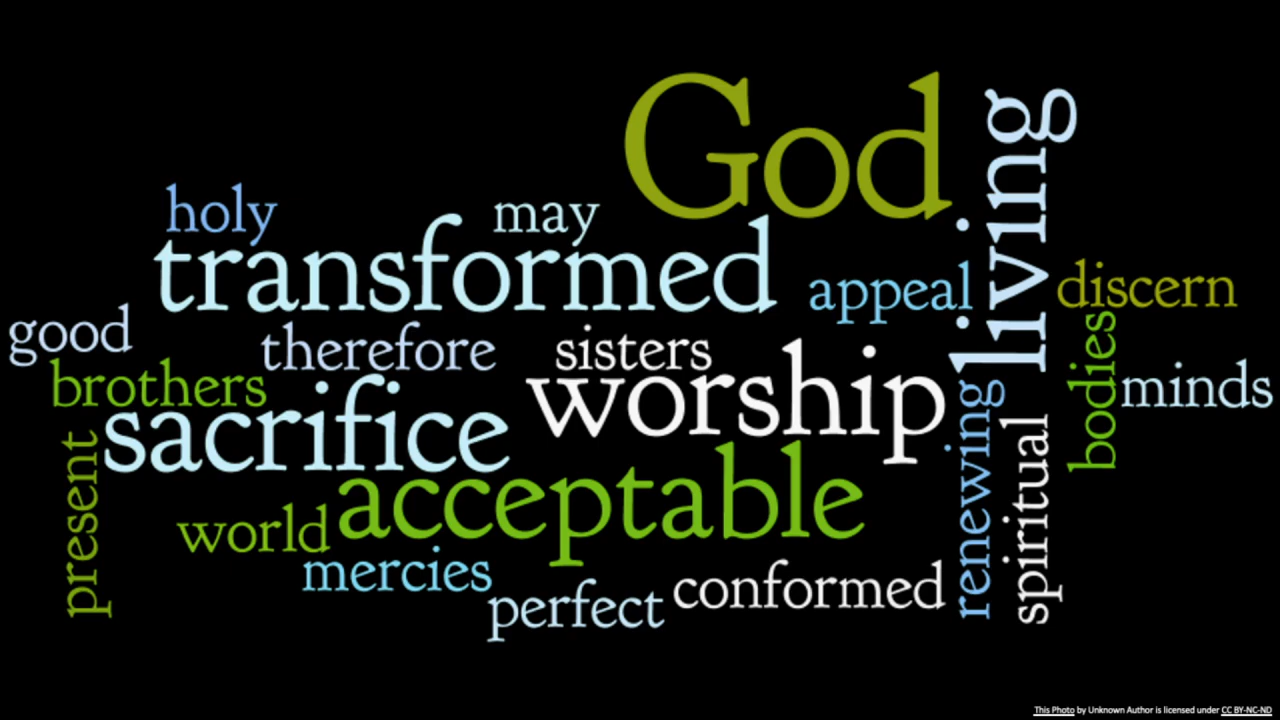 God
living
holy
may
transformed
appeal
discern
good
therefore
sisters
brothers
worship
bodies
minds
sacrifice
renewing
spiritual
present
acceptable
world
mercies
perfect
conformed
This Photo by Unknown Author is licensed under CC BY-NC-ND